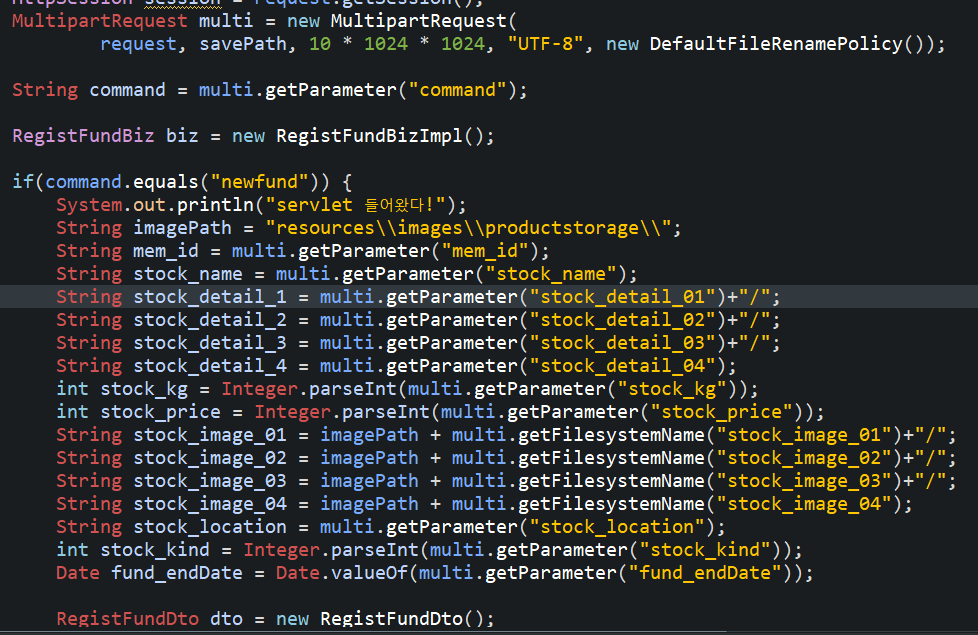 HttpSession session = request.getSession();
MultipartRequest multi = new MultipartRequest(
        request, savePath, 10 * 1024 * 1024, "UTF-8", new DefaultFileRenamePolicy());
String command = multi.getParameter("command");
RegistFundBiz biz = new RegistFundBizImpl();
if(command.equals("newfund")) {
    System.out.println("servlet 들어왔다!");
    String imagePath = "resources\\images\\productstorage\\";
    String mem_id = multi.getParameter("mem_id");
    String stock_name = multi.getParameter("stock_name");
    String stock_detail_1 = multi.getParameter("stock_detail_01")+"/";
    String stock_detail_2 = multi.getParameter("stock_detail_02")+"/";
    String stock_detail_3 = multi.getParameter("stock_detail_03")+"/";
    String stock_detail_4 = multi.getParameter("stock_detail_04");
    int stock_kg = Integer.parseInt(multi.getParameter("stock_kg"));
    int stock_price = Integer.parseInt(multi.getParameter("stock_price"));
    String stock_image_01 = imagePath + multi.getFilesystemName("stock_image_01")+"/";
    String stock_image_02 = imagePath + multi.getFilesystemName("stock_image_02")+"/";
    String stock_image_03 = imagePath + multi.getFilesystemName("stock_image_03")+"/";
    String stock_image_04 = imagePath + multi.getFilesystemName("stock_image_04");
    String stock_location = multi.getParameter("stock_location");
    int stock_kind = Integer.parseInt(multi.getParameter("stock_kind"));
    Date fund_endDate = Date.valueOf(multi.getParameter("fund_endDate"));
    RegistFundDto dto = new RegistFundDto();